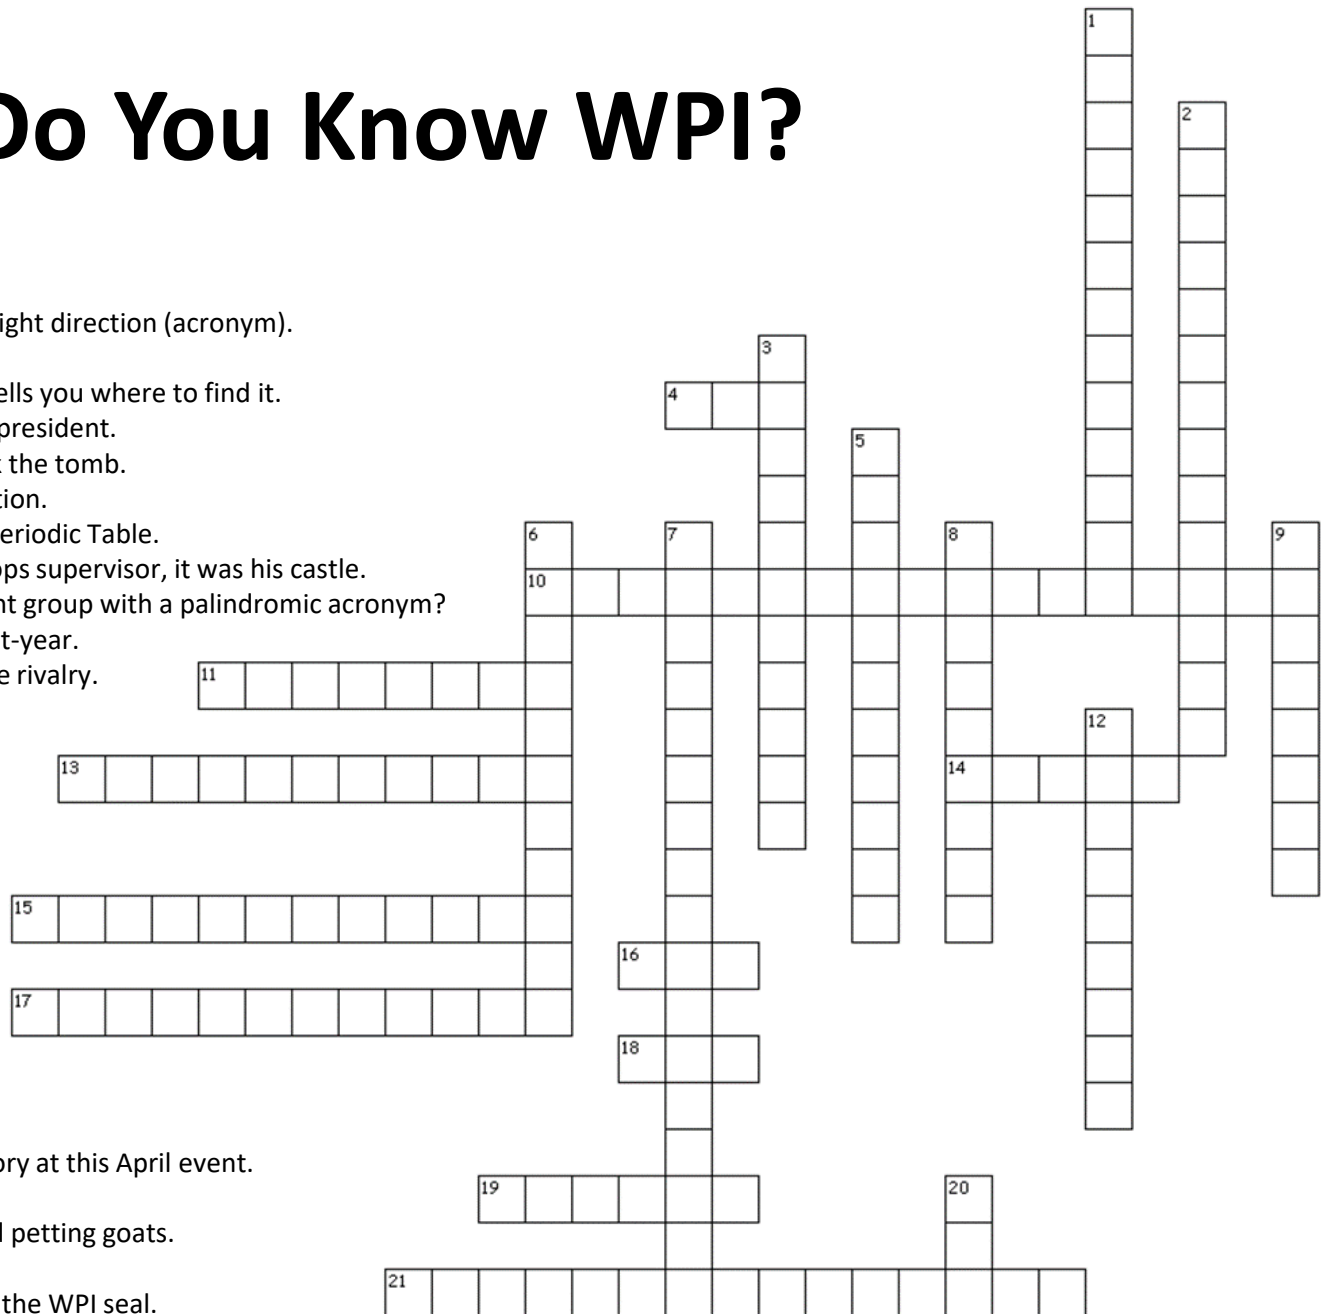 1
2
Do You Know WPI?
ight direction (acronym).
3
ells you where to find it.
4
president.
5
the tomb.
tion.
6
7
8
9
eriodic Table.
10
ops supervisor, it was his castle.
nt group with a palindromic acronym?
t-year.
e rivalry.
11
12
13
14
15
16
17
18
ory at this April event.
19
20
petting goats.
21
the WPI seal.